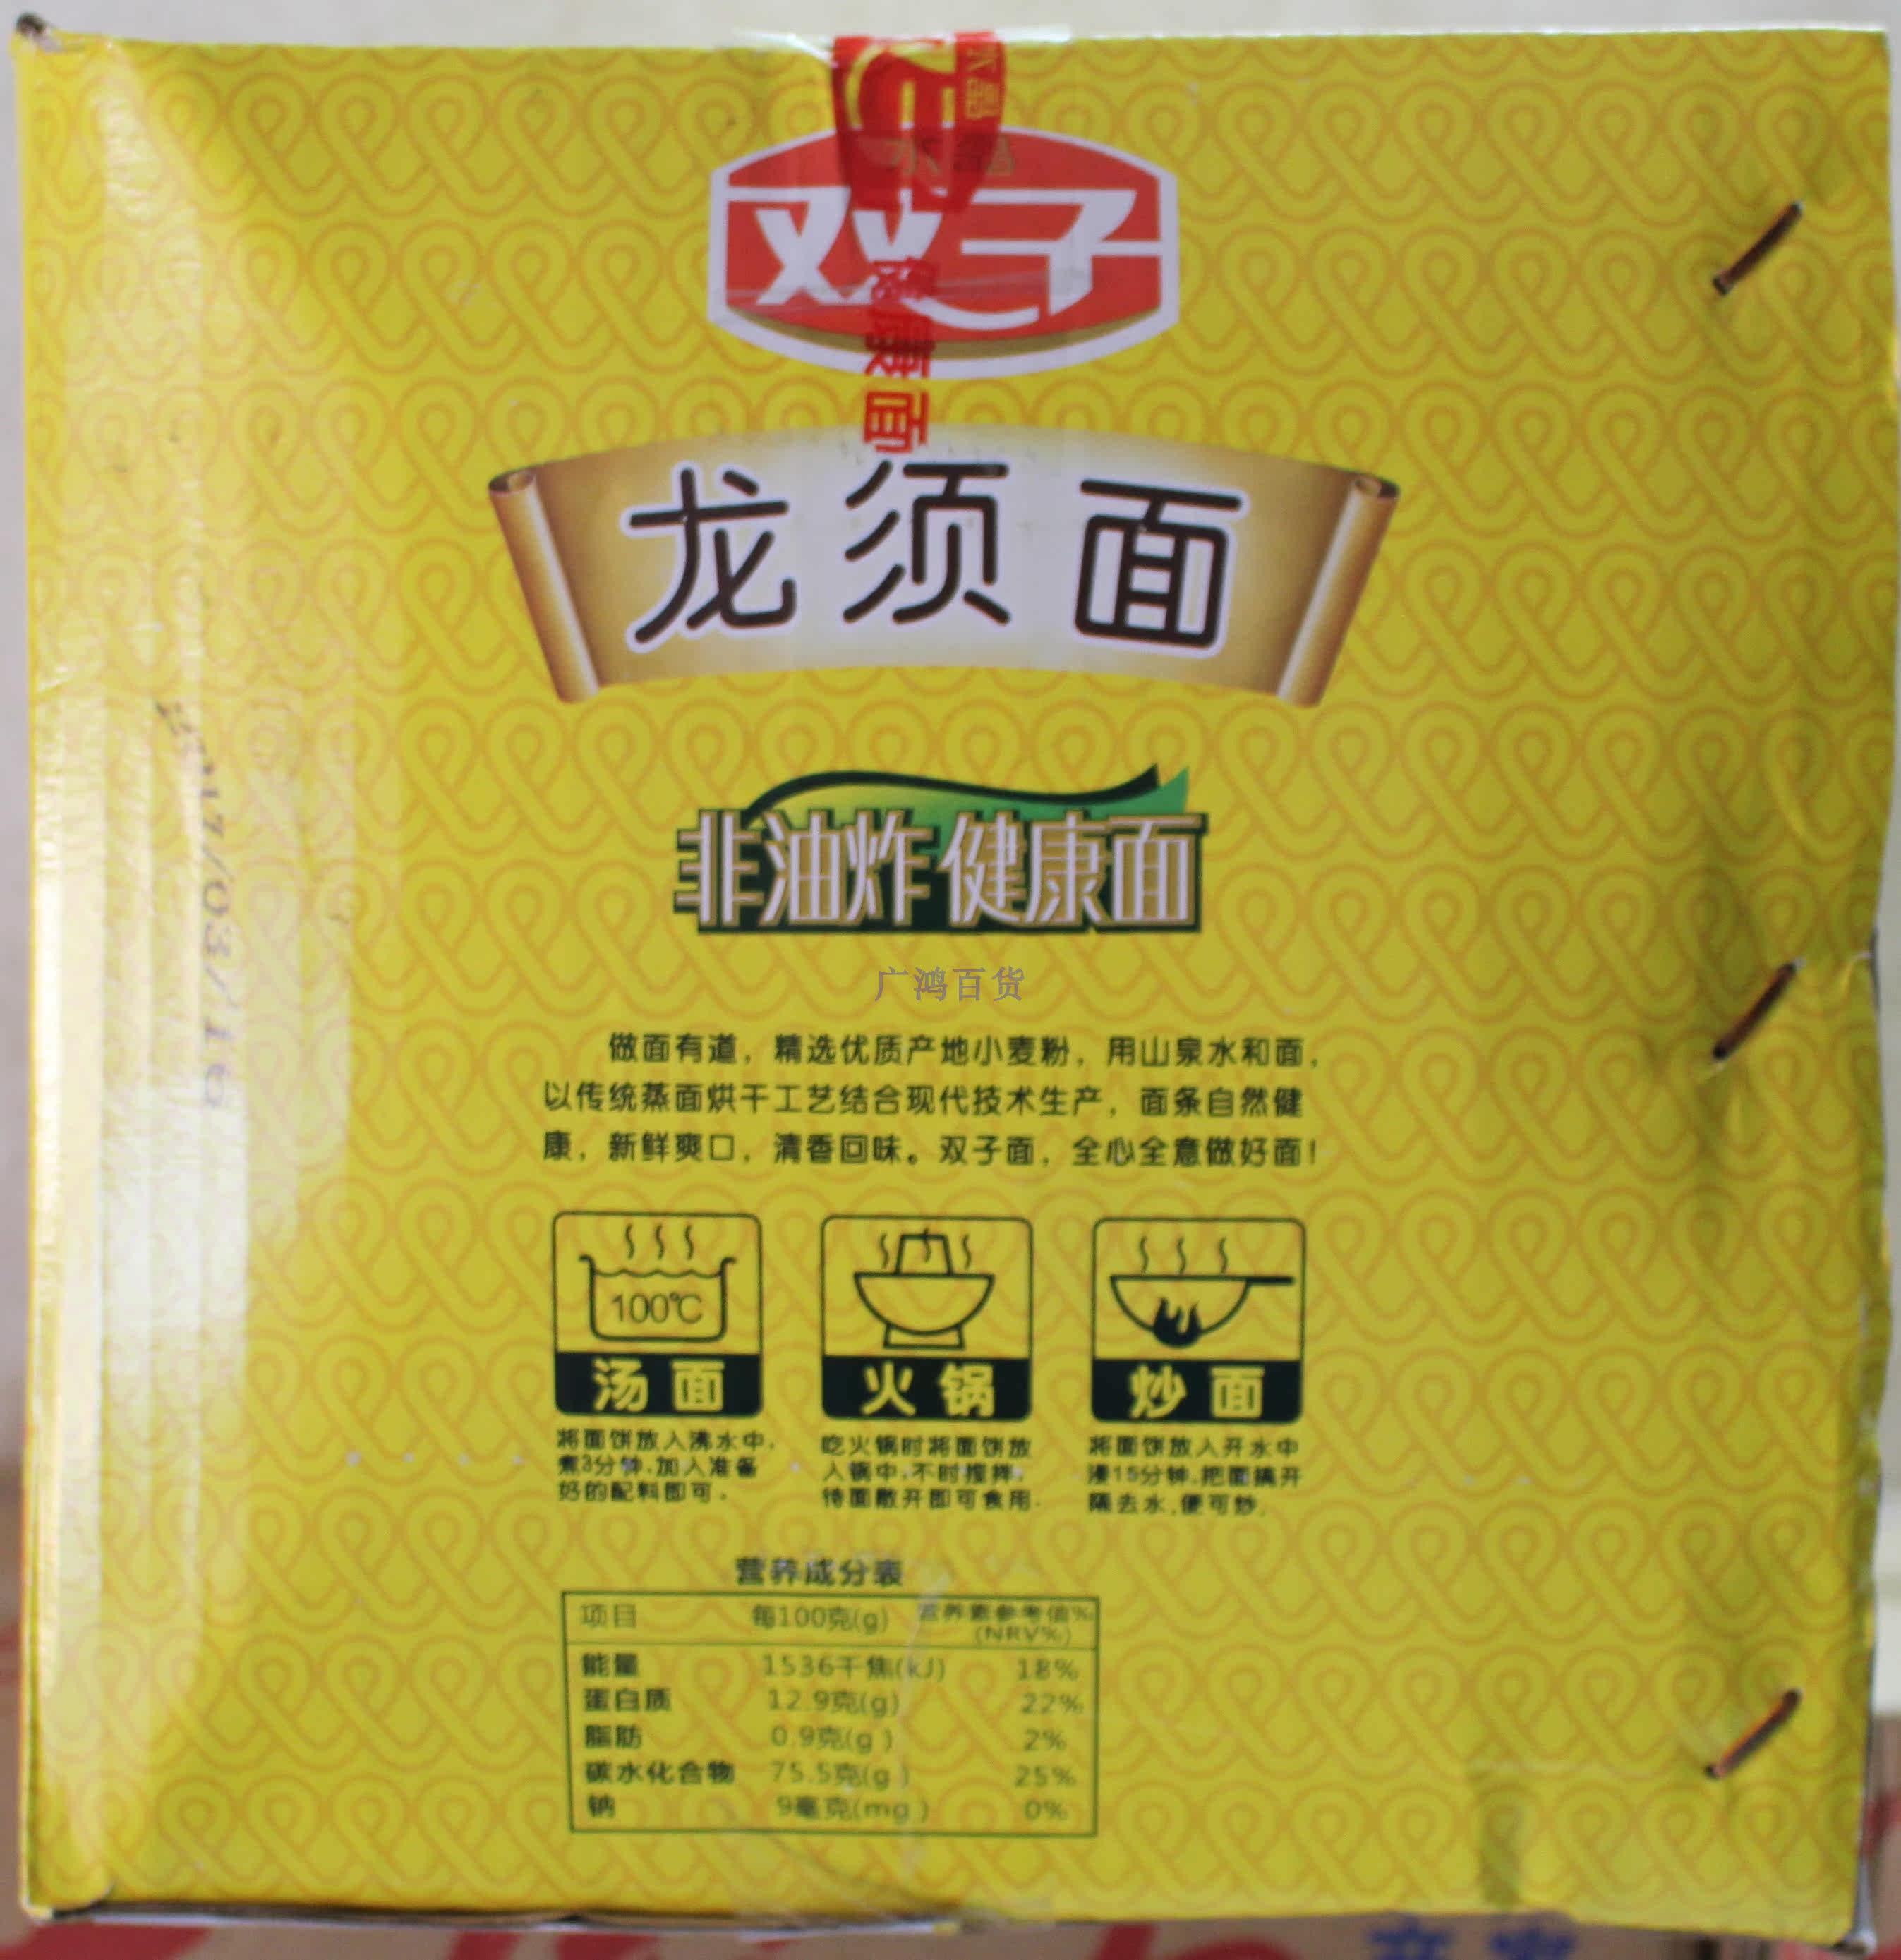 双子
健康面
龙须面
非油炸 健康面
广鸿百货
做面有道，精选优质产地小麦粉，用山泉水和面，
以传统蒸面烘干工艺结合现代技术生产，面条自然健
康，新鲜爽口，清香回味。双子面，全心全意做好面！
100℃
汤面
火锅
炒面
将面饼放入沸水中，
煮3分钟，加入准备
好的配料即可。
吃火锅时将面饼放
入锅中，不时搅拌，
待面散开即可食用。
将面饼放入开水中
浸15分钟，把面搞开
隔去水，便可炒。
营养成分表
项目 每100克(g) 营养素参考值% (NRV%)
能量 1536千焦(kJ) 18%
蛋白质 12.9克(g) 22%
脂肪 0.9克(g) 2%
碳水化合物 75.5克(g) 25%
钠 9毫克(mg) 0%